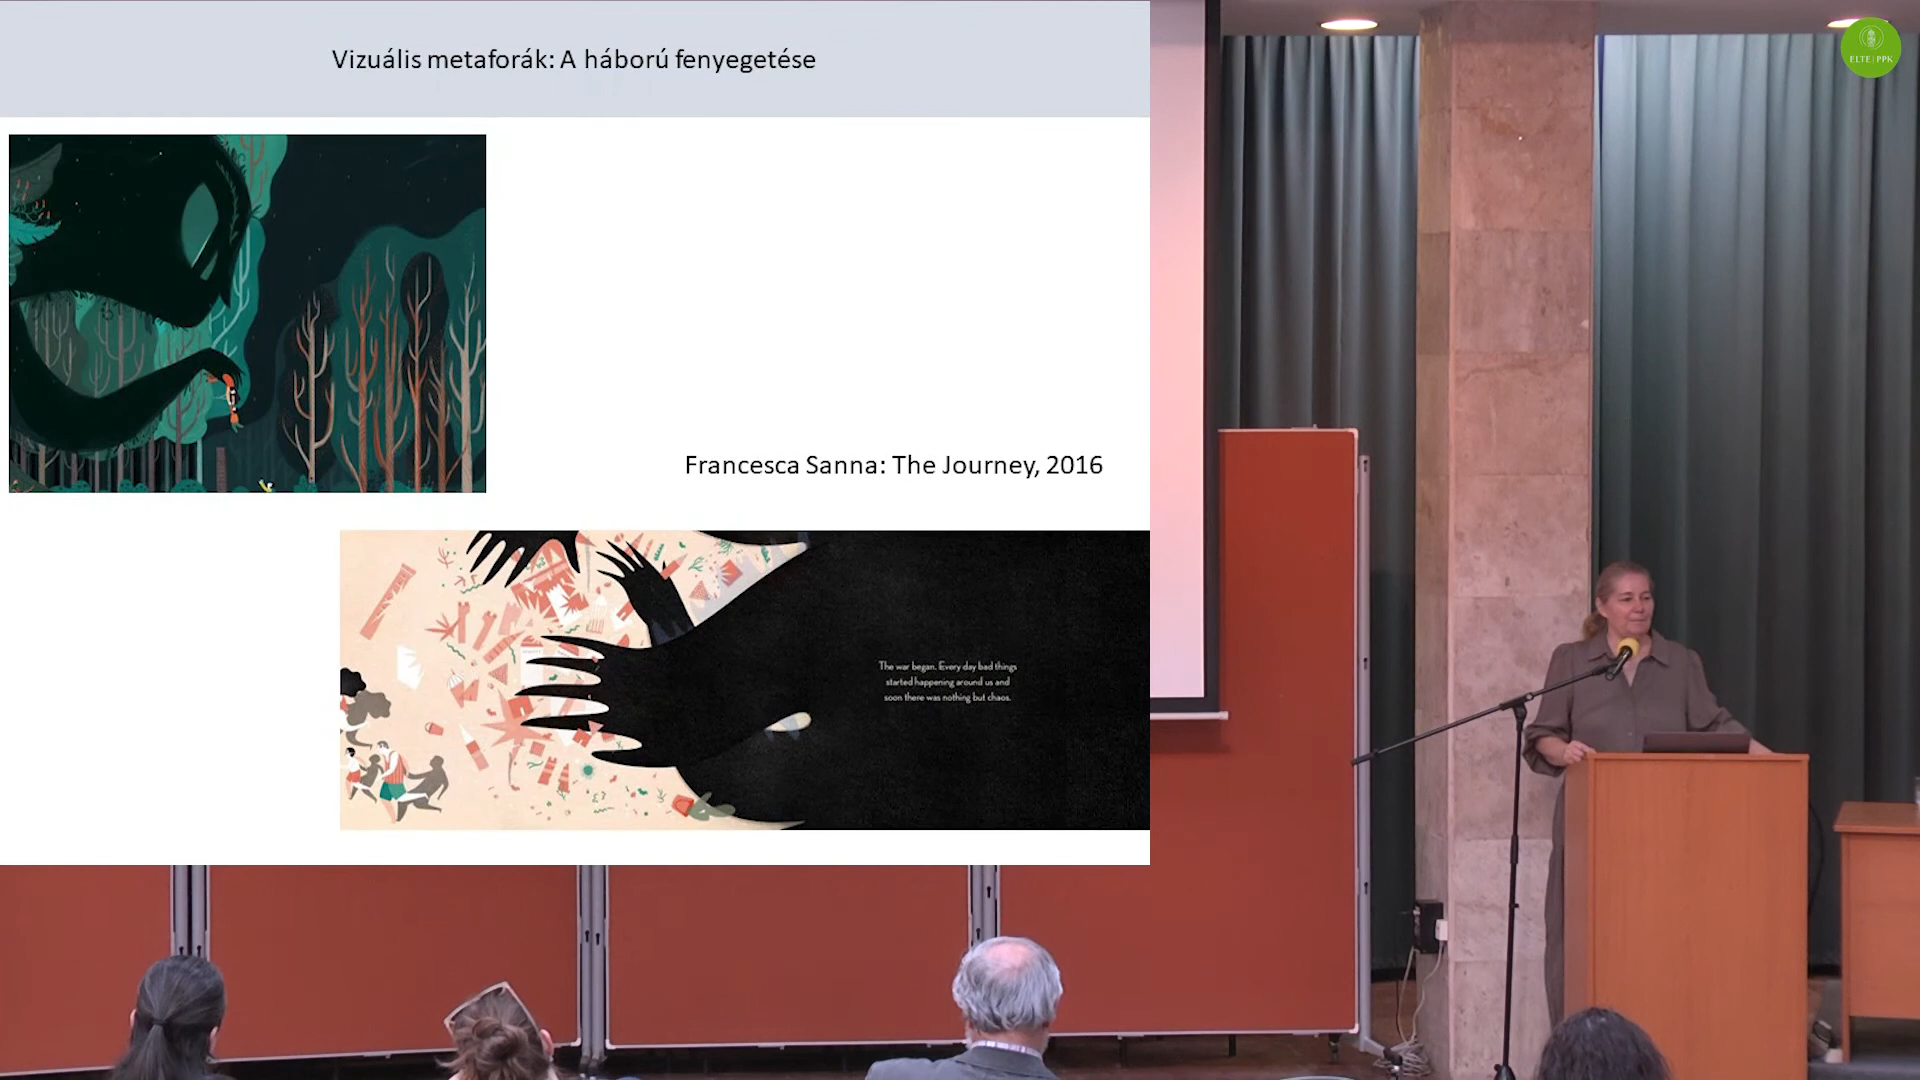 Vizuális metaforák: A háború fenyegetése
ELTE | PPK
Francesca Sanna: The Journey, 2016
The war began. Every day bad things
started happening around us and
soon there was nothing but chaos.